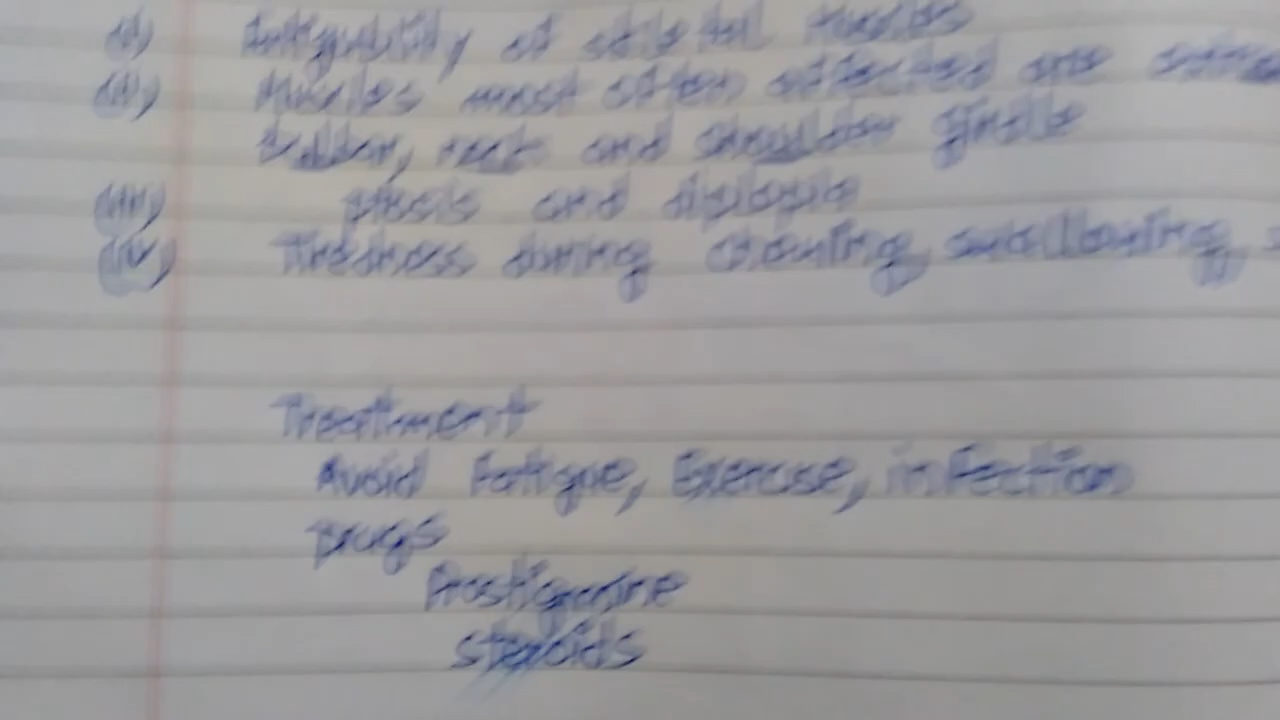 (i) Fatiguability of skeletal muscles
(ii) Muscles most often affected are
bulbar, neck and shoulder girdle
(iii) ptosis and diplopia
(iv) Tiredness during chewing, swallowing,
Treatment
Avoid Fatigue, Exercise, infection
Drugs
Prostigmine
steroids